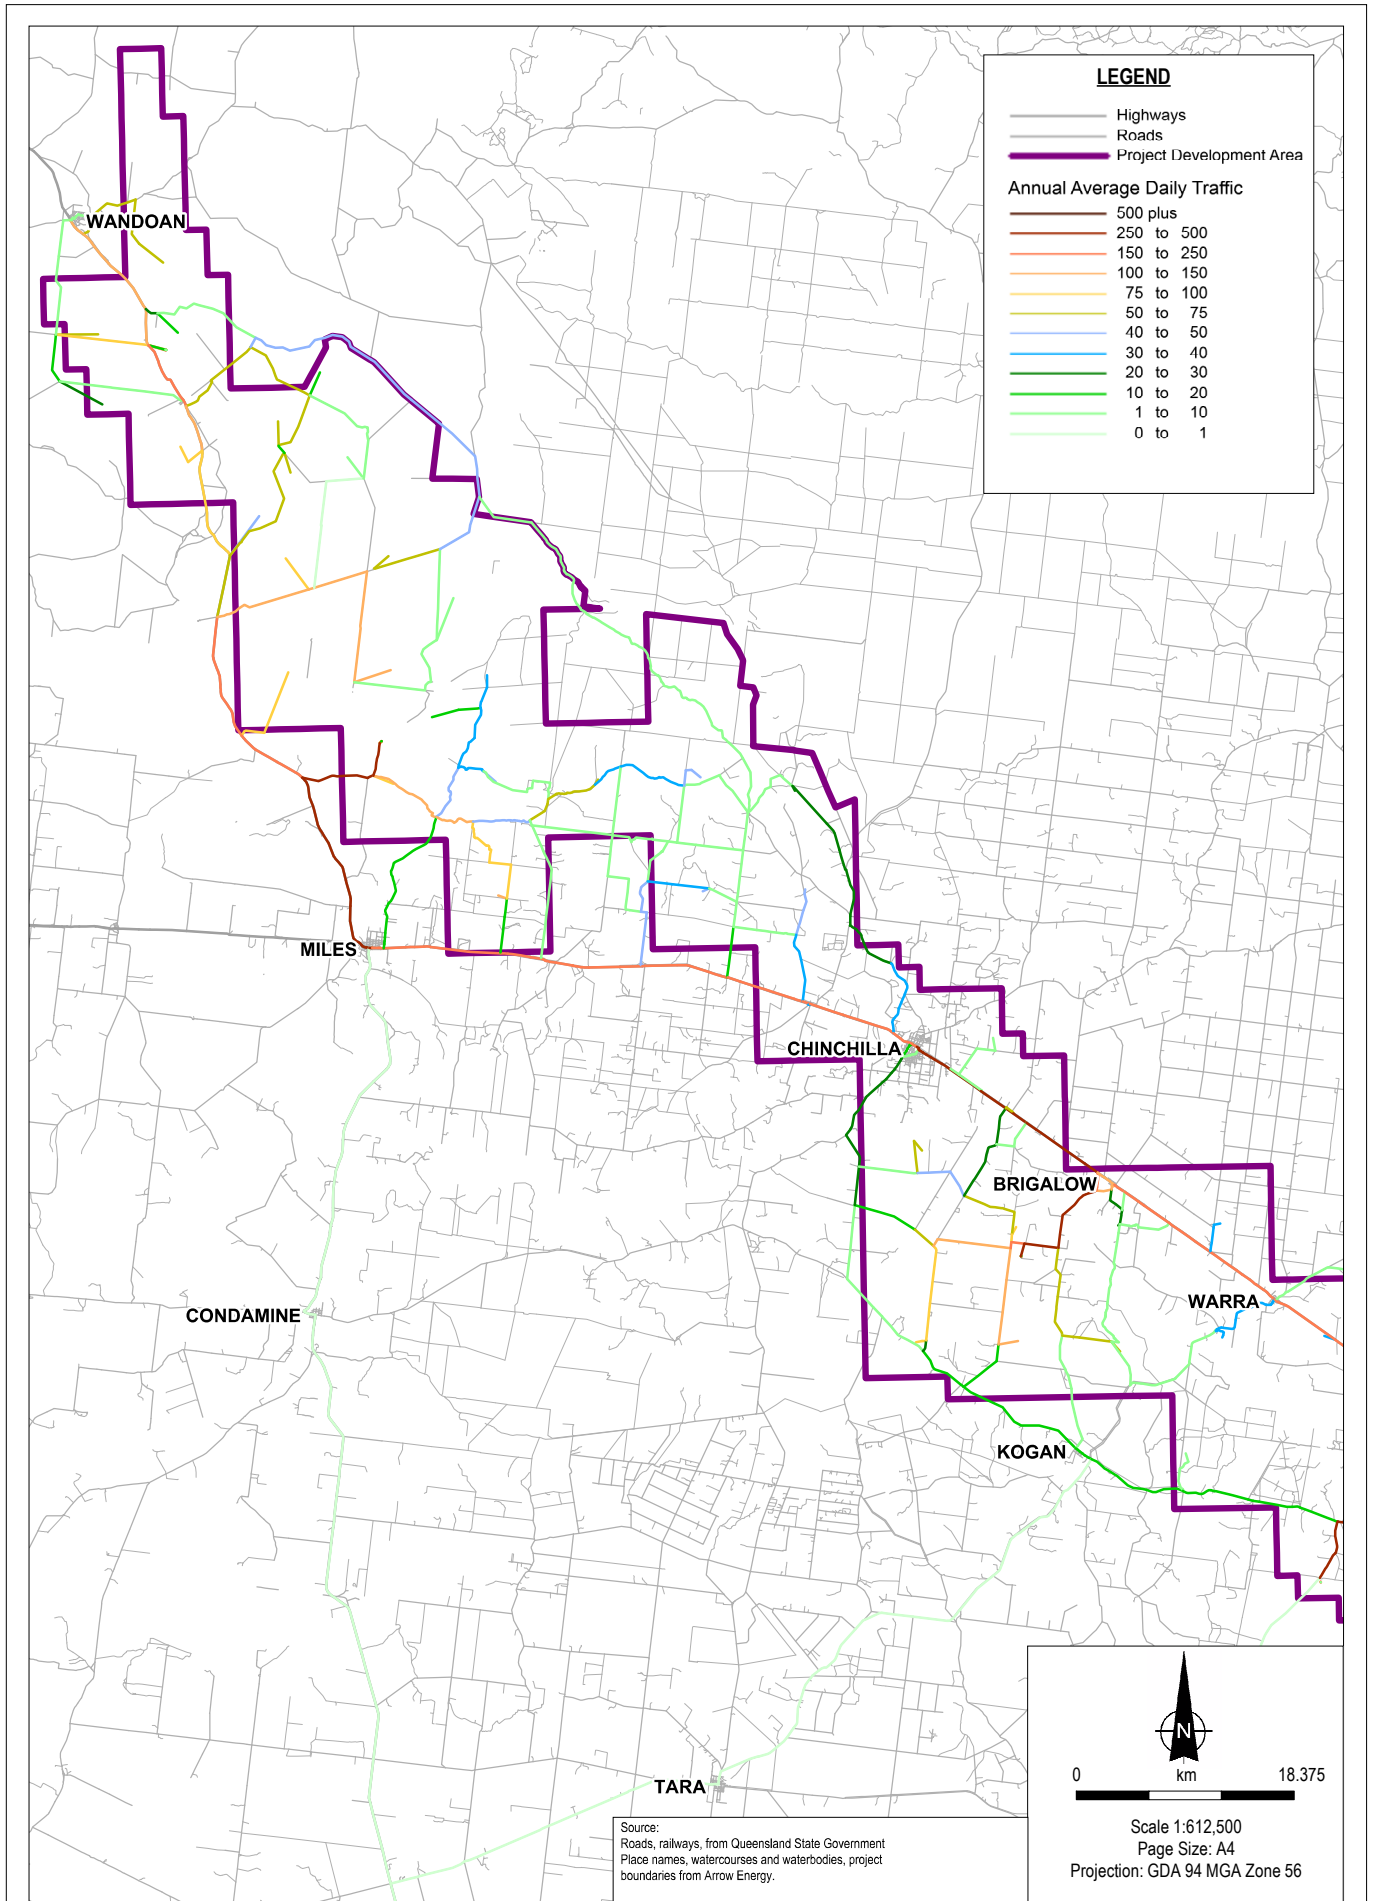 LEGEND
Highways
Roads
Project Development Area
Annual Average Daily Traffic
500 plus
250 to 500
150 to 250
100 to 150
75 to 100
50 to 75
40 to 50
30 to 40
20 to 30
10 to 20
1 to 10
0 to 1
WANDOAN
MILES
CHINCHILLA
BRIGALOW
WARRA
CONDAMINE
KOGAN
TARA
N
0 km 18.375
Scale 1:612,500
Page Size: A4
Projection: GDA 94 MGA Zone 56
Source:
Roads, railways, from Queensland State Government
Place names, watercourses and waterbodies, project
boundaries from Arrow Energy.